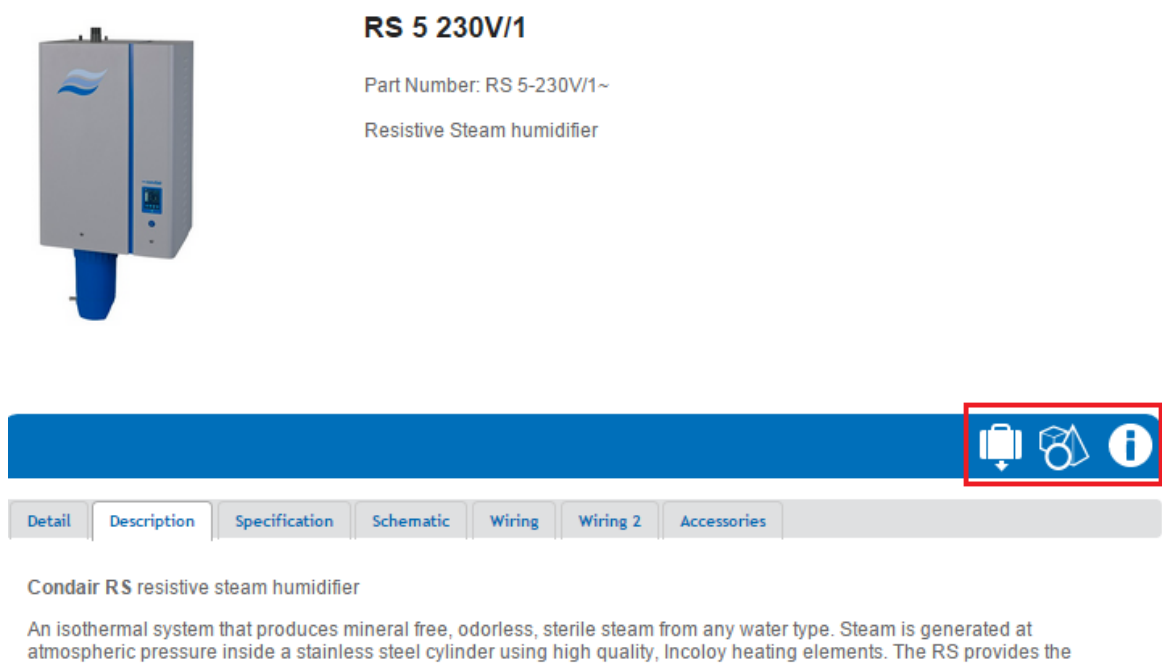 RS 5 230V/1
Part Number: RS 5-230V/1~
Resistive Steam humidifier
Detail Description Specification Schematic Wiring Wiring 2 Accessories
Condair RS resistive steam humidifier
An isothermal system that produces mineral free, odorless, sterile steam from any water type. Steam is generated at
atmospheric pressure inside a stainless steel cylinder using high quality, Incoloy heating elements. The RS provides the